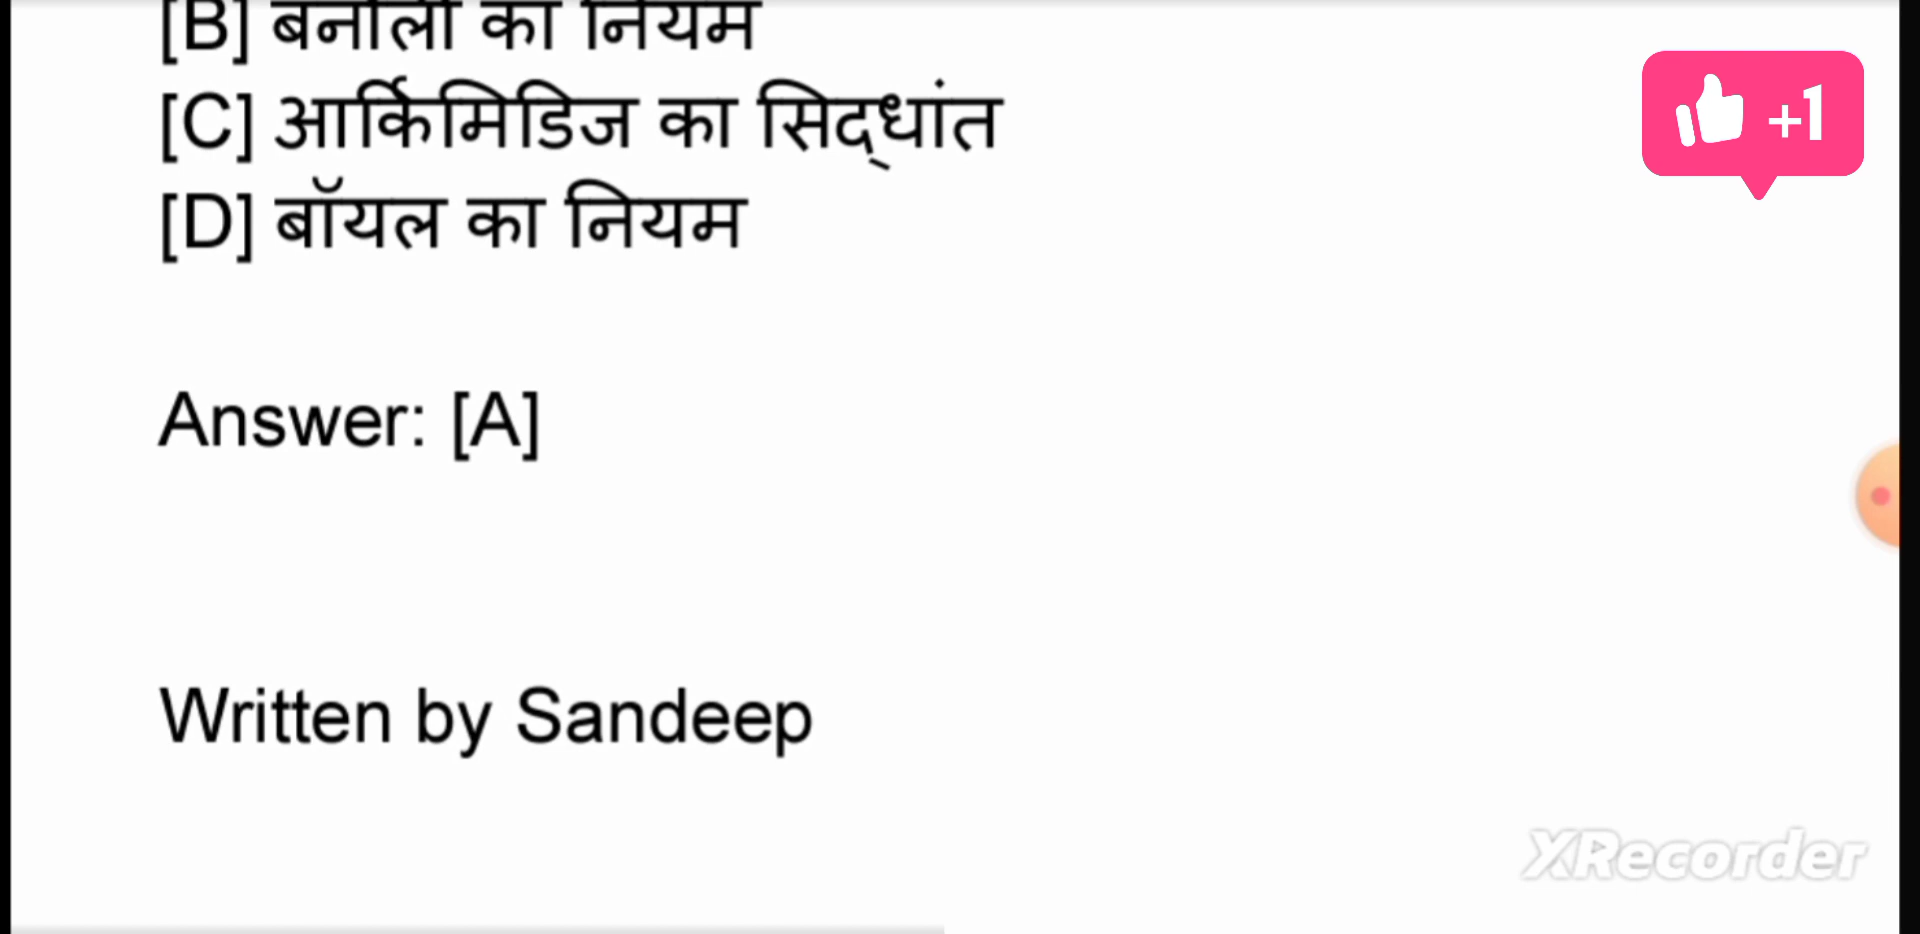 [B] बर्नोली का नियम
[C] आर्किमिडिज का सिद्धांत
[D] बॉयल का नियम
Answer: [A]
Written by Sandeep
+1
XRecorder